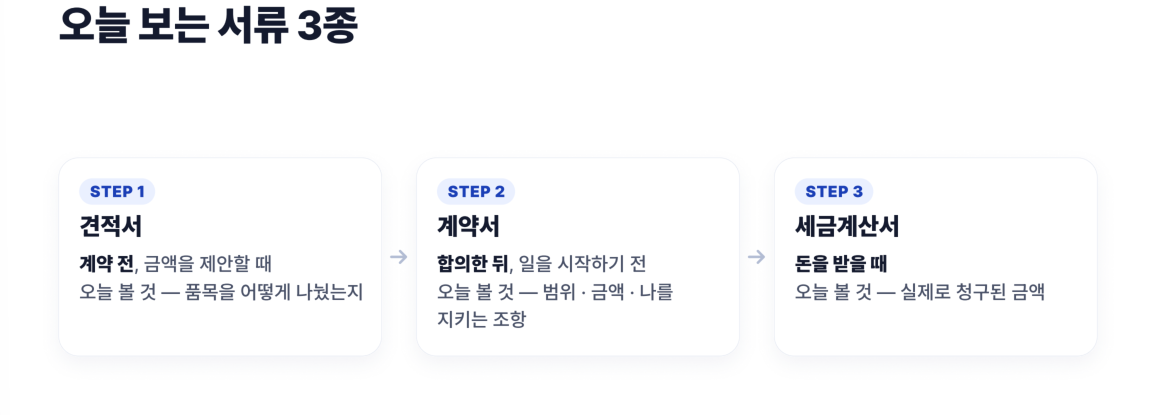 오늘 보는 서류 3종
STEP 1
견적서
계약 전, 금액을 제안할 때
오늘 볼 것 — 품목을 어떻게 나눴는지
→
STEP 2
계약서
합의한 뒤, 일을 시작하기 전
오늘 볼 것 — 범위 · 금액 · 나를
지키는 조항
→
STEP 3
세금계산서
돈을 받을 때
오늘 볼 것 — 실제로 청구된 금액